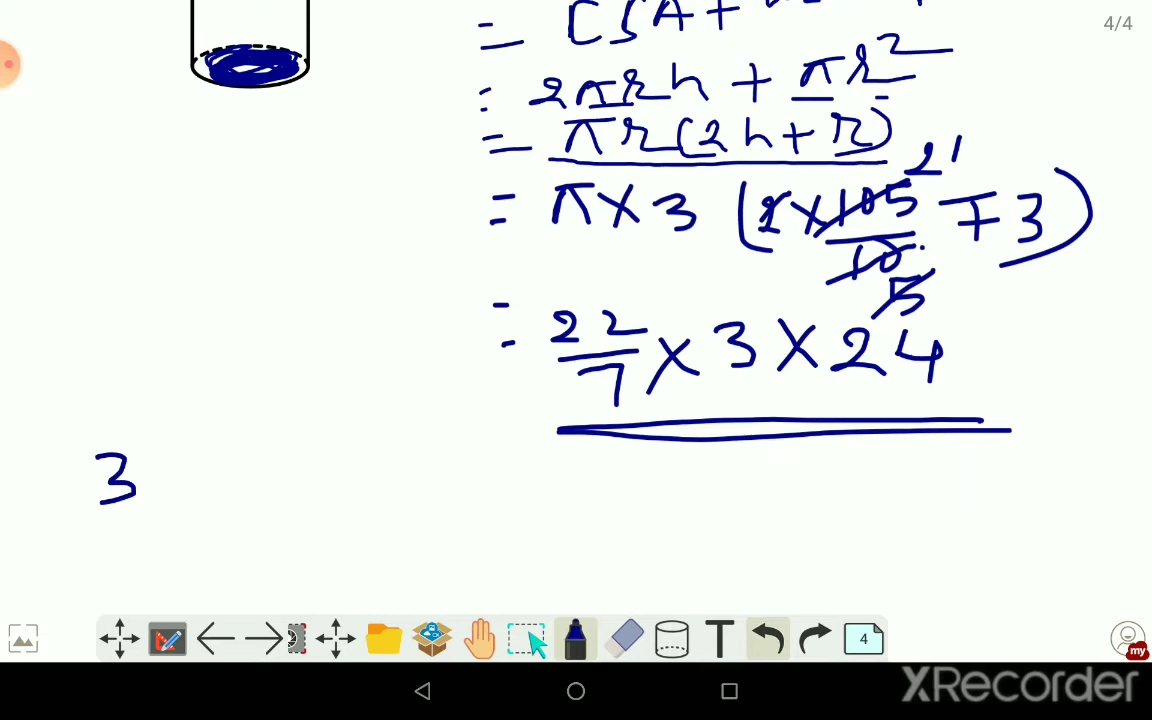 4/4
= CSA +
= 2πrh + πr²
= πr(2h + r)
21
= π × 3 (2 × 105/10 + 3)
5
= 22/7 × 3 × 24
3
T
4
my
XRecorder